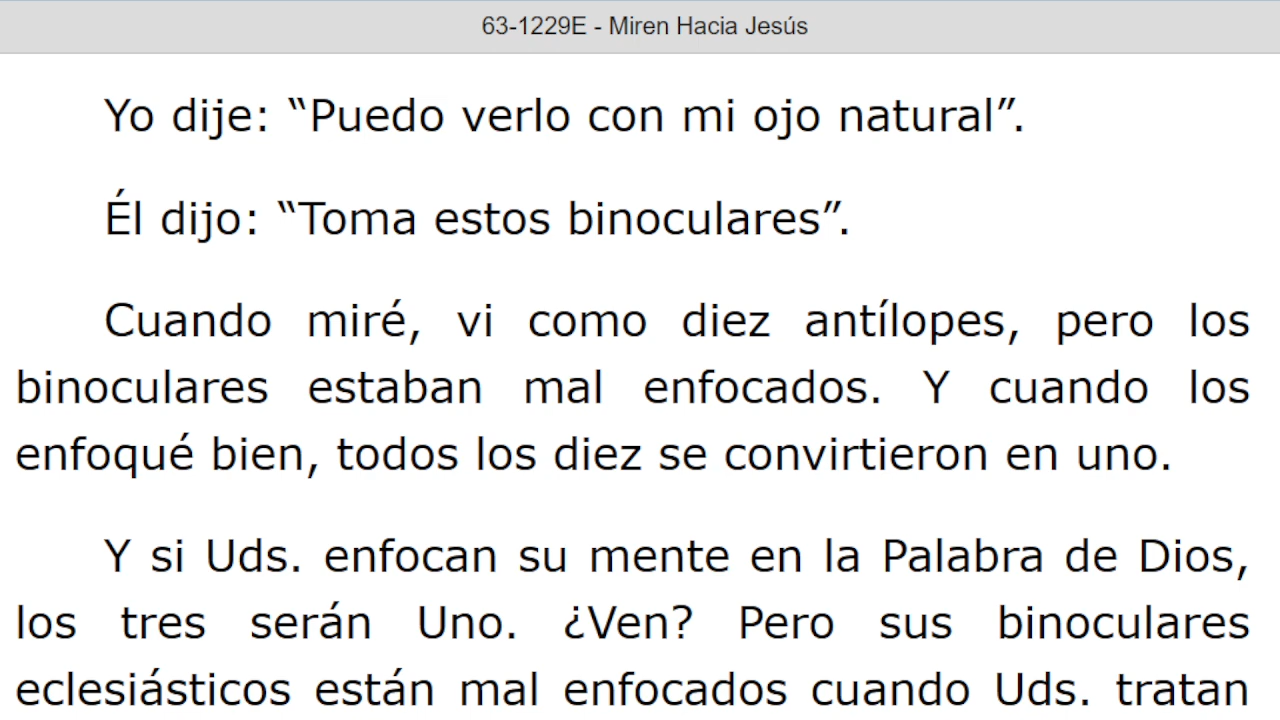 63-1229E - Miren Hacia Jesús
Yo dije: “Puedo verlo con mi ojo natural”.
Él dijo: “Toma estos binoculares”.
Cuando miré, vi como diez antílopes, pero los
binoculares estaban mal enfocados. Y cuando los
enfoqué bien, todos los diez se convirtieron en uno.
Y si Uds. enfocan su mente en la Palabra de Dios,
los tres serán Uno. ¿Ven? Pero sus binoculares
eclesiásticos están mal enfocados cuando Uds. tratan